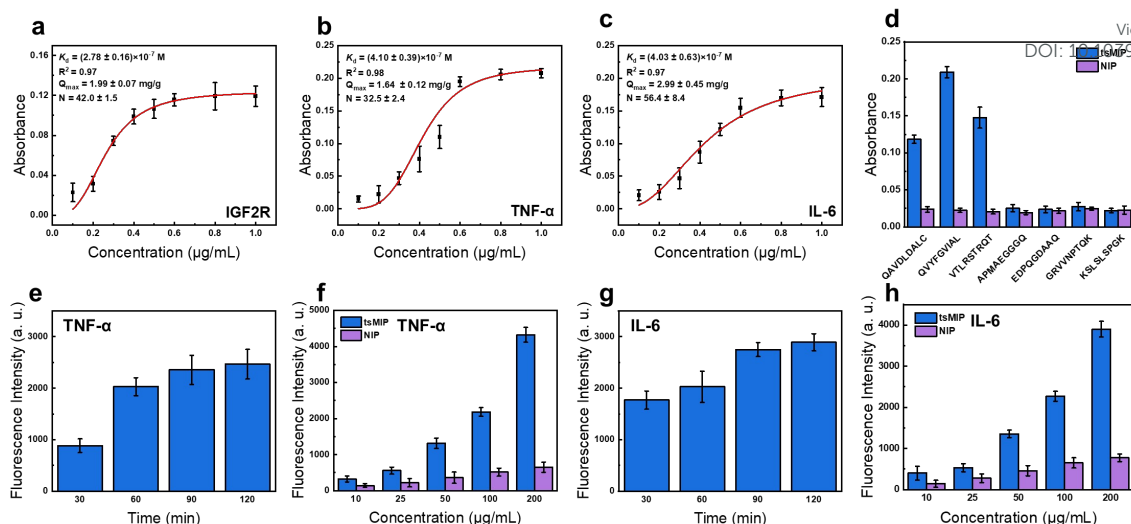 a
K_d = (2.78 ± 0.16)×10⁻⁷ M
R² = 0.97
Q_max = 1.99 ± 0.07 mg/g
N = 42.0 ± 1.5
0.12
0.08
0.04
0.00
Absorbance
IGF2R
0.0 0.2 0.4 0.6 0.8 1.0
Concentration (µg/mL)
b
K_d = (4.10 ± 0.39)×10⁻⁷ M
R² = 0.98
Q_max = 1.64 ± 0.12 mg/g
N = 32.5 ± 2.4
0.25
0.20
0.15
0.10
0.05
0.00
Absorbance
TNF-α
0.0 0.2 0.4 0.6 0.8 1.0
Concentration (µg/mL)
c
K_d = (4.03 ± 0.63)×10⁻⁷ M
R² = 0.97
Q_max = 2.99 ± 0.45 mg/g
N = 56.4 ± 8.4
0.25
0.20
0.15
0.10
0.05
0.00
Absorbance
IL-6
0.0 0.2 0.4 0.6 0.8 1.0
Concentration (µg/mL)
d
tsMIP
NIP
0.25
0.20
0.15
0.10
0.05
0.00
Absorbance
QAVDLDALC
QVYFGVIAL
VTLRSTRQT
APMAEGGGQ
EDPQGDAAQ
GRVVNPTQK
KSLSLSPGK
DOI:
e
TNF-α
3000
2000
1000
0
Fluorescence Intensity (a. u.)
30 60 90 120
Time (min)
f
tsMIP
NIP
TNF-α
5000
4000
3000
2000
1000
0
Fluorescence Intensity (a. u.)
10 25 50 100 200
Concentration (µg/mL)
g
IL-6
3000
2000
1000
0
Fluorescence Intensity (a. u.)
30 60 90 120
Time (min)
h
tsMIP
NIP
IL-6
4000
3000
2000
1000
0
Fluorescence Intensity (a. u.)
10 25 50 100 200
Concentration (µg/mL)